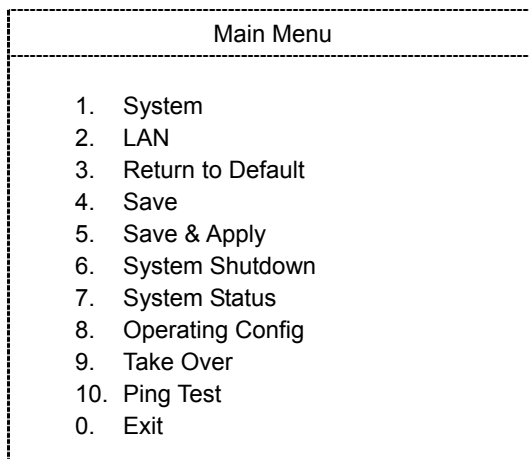 Main Menu
1. System
2. LAN
3. Return to Default
4. Save
5. Save & Apply
6. System Shutdown
7. System Status
8. Operating Config
9. Take Over
10. Ping Test
0. Exit